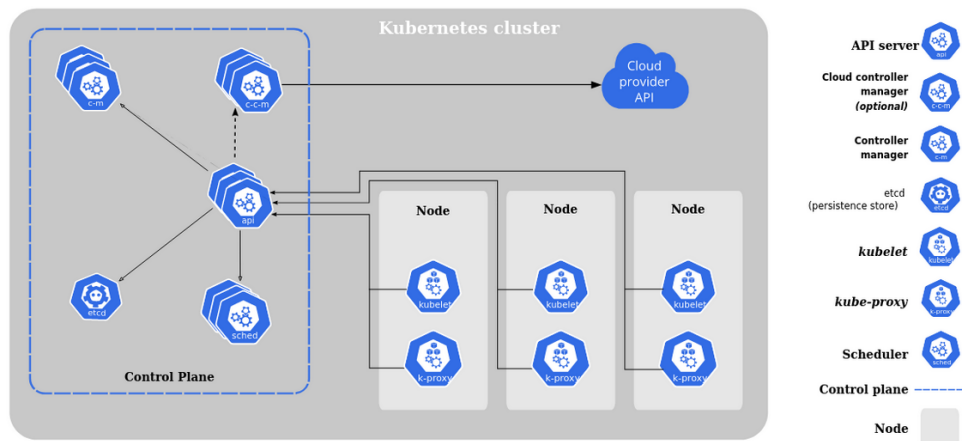 Kubernetes cluster
c-m
c-c-m
Cloud
provider
API
api
etcd
sched
Control Plane
Node
kubelet
k-proxy
Node
kubelet
k-proxy
Node
kubelet
k-proxy
API server
api
Cloud controller
manager
(optional)
c-c-m
Controller
manager
c-m
etcd
(persistence store)
etcd
kubelet
kubelet
kube-proxy
k-proxy
Scheduler
sched
Control plane
Node